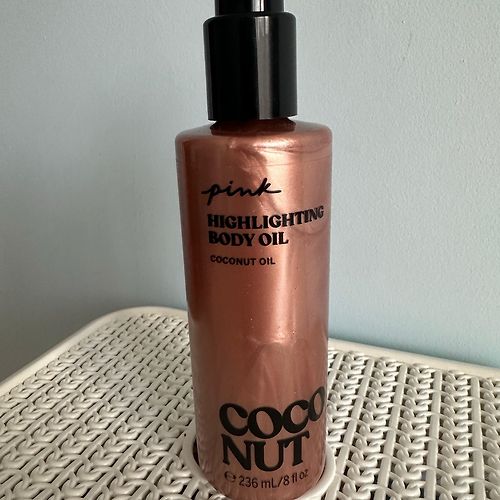 pink
HIGHLIGHTING
BODY OIL
COCONUT OIL
COCO
NUT
℮ 236 mL/8 fl oz